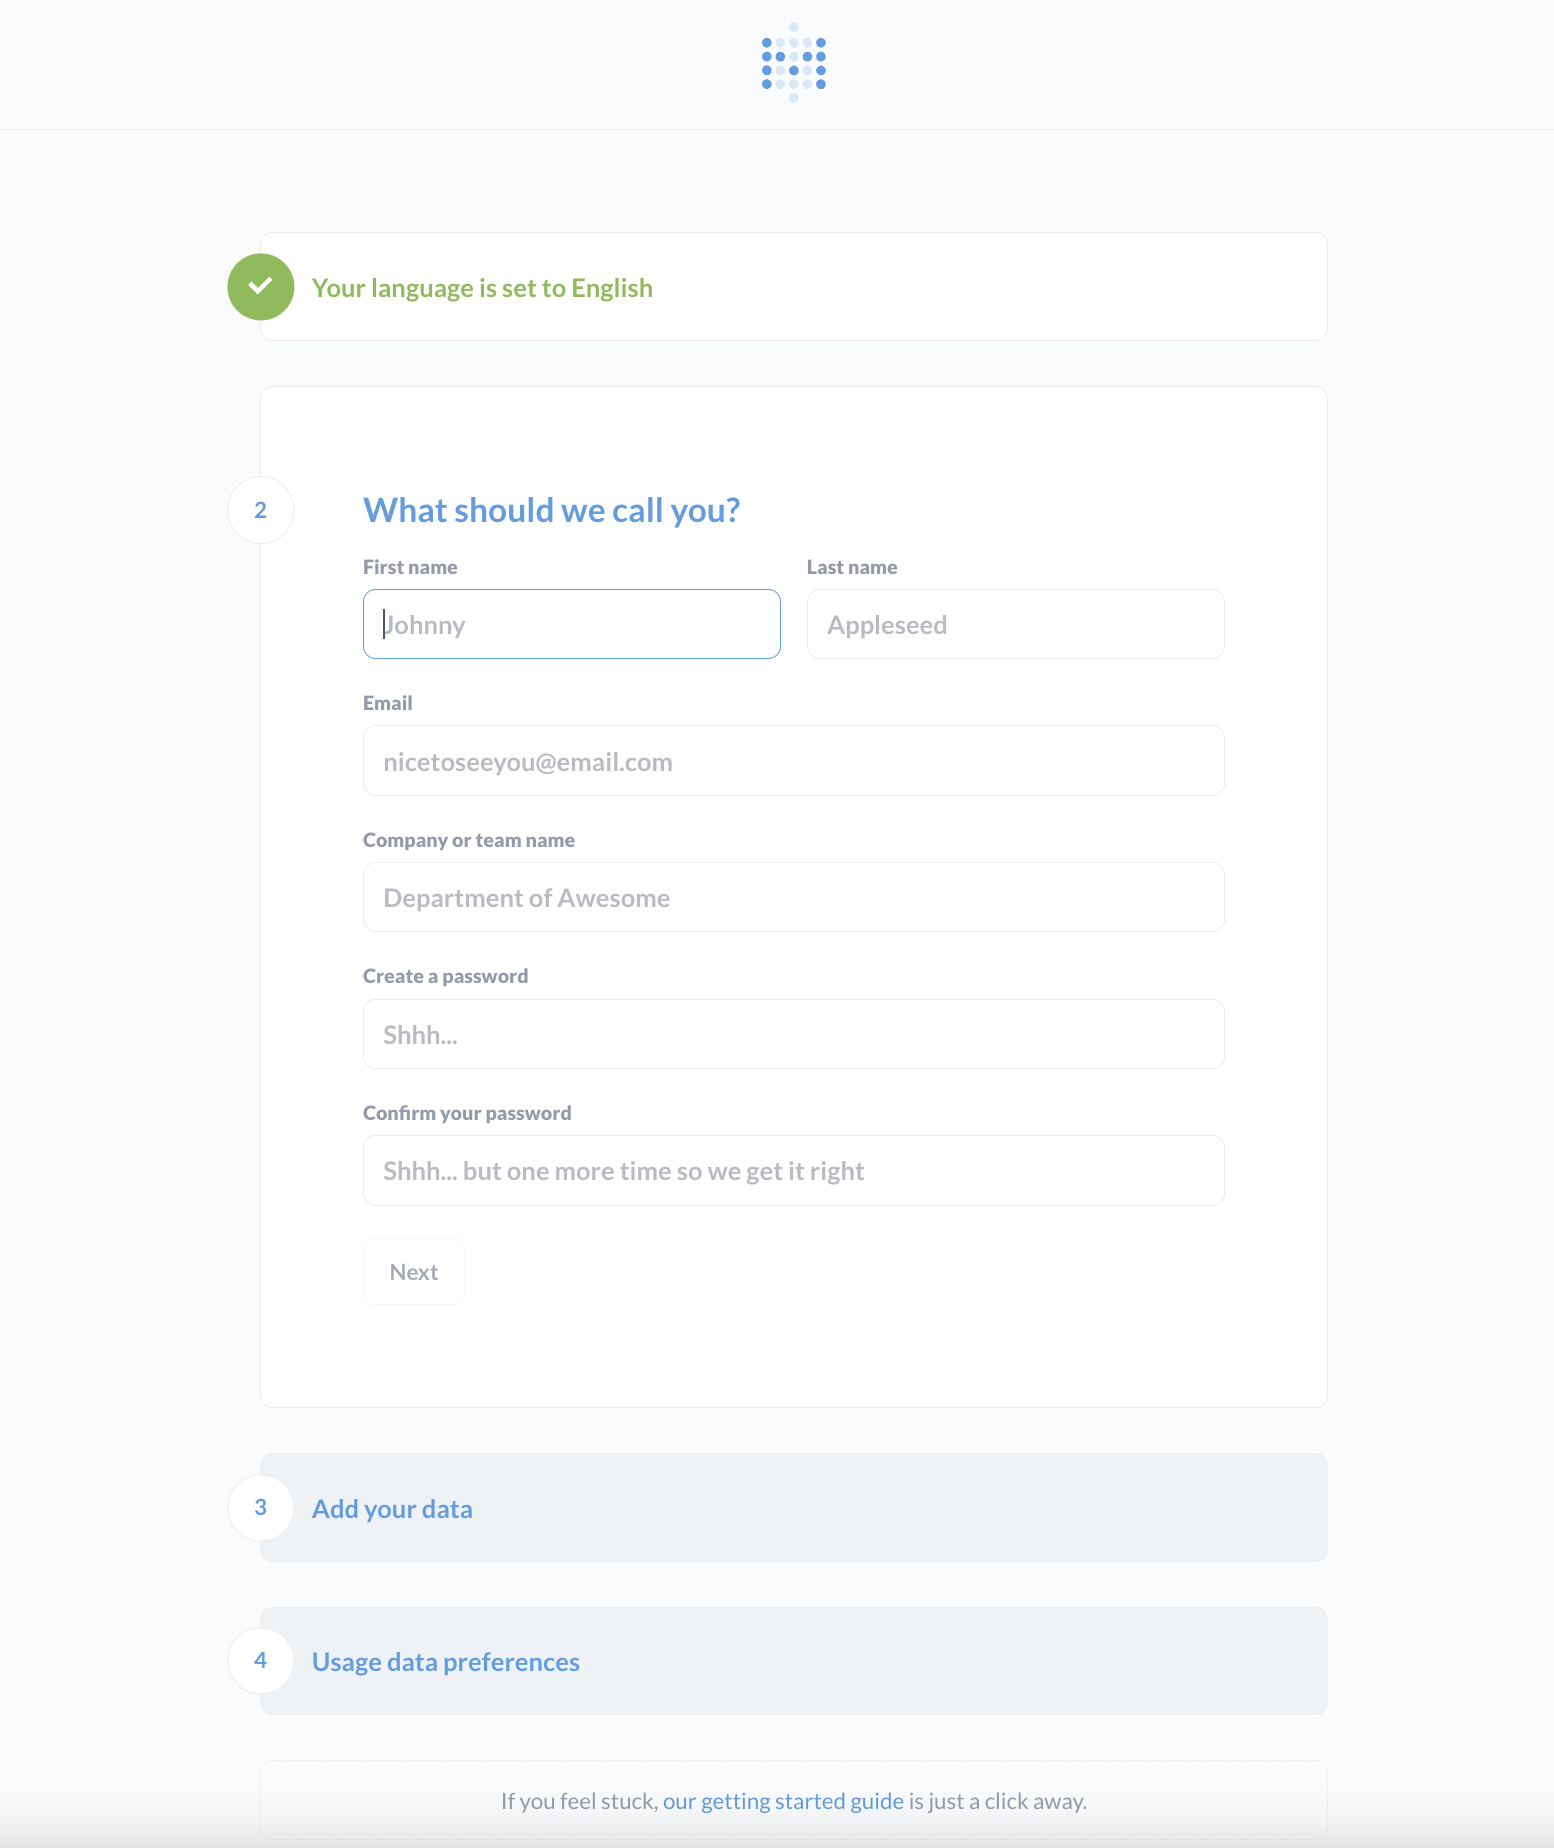 Your language is set to English
2
What should we call you?
First name
Last name
Johnny
Appleseed
Email
nicetoseeyou@email.com
Company or team name
Department of Awesome
Create a password
Shhh...
Confirm your password
Shhh... but one more time so we get it right
Next
3
Add your data
4
Usage data preferences
If you feel stuck, our getting started guide is just a click away.